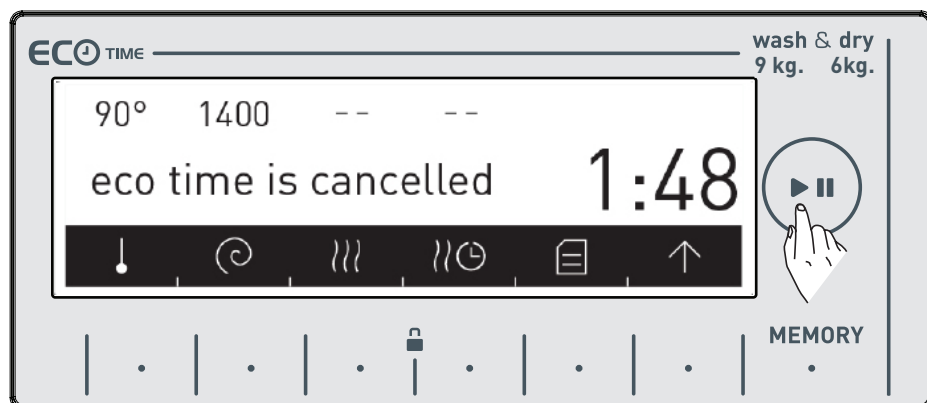 ECO TIME
wash & dry
9 kg. 6kg.
90° 1400 -- --
eco time is cancelled 1:48
MEMORY